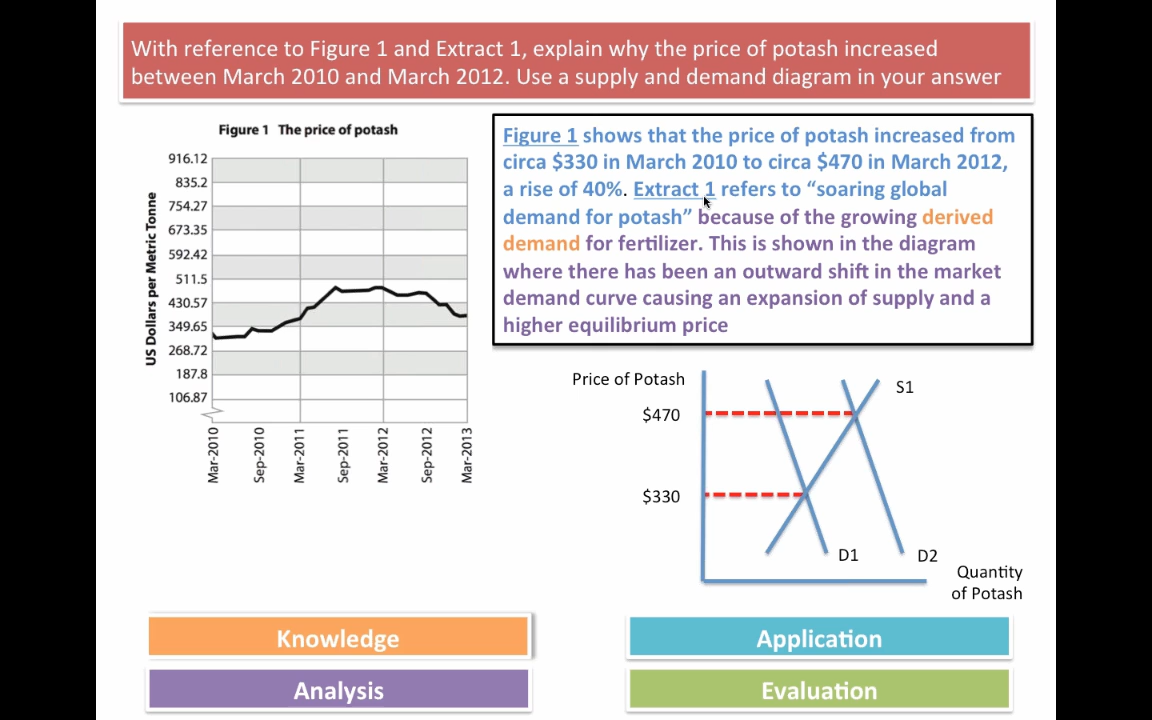 With reference to Figure 1 and Extract 1, explain why the price of potash increased
between March 2010 and March 2012. Use a supply and demand diagram in your answer
Figure 1 The price of potash
US Dollars per Metric Tonne
916.12
835.2
754.27
673.35
592.42
511.5
430.57
349.65
268.72
187.8
106.87
Mar-2010
Sep-2010
Mar-2011
Sep-2011
Mar-2012
Sep-2012
Mar-2013
Figure 1 shows that the price of potash increased from
circa $330 in March 2010 to circa $470 in March 2012,
a rise of 40%. Extract 1 refers to “soaring global
demand for potash” because of the growing derived
demand for fertilizer. This is shown in the diagram
where there has been an outward shift in the market
demand curve causing an expansion of supply and a
higher equilibrium price
Price of Potash
S1
$470
$330
D1
D2
Quantity
of Potash
Knowledge
Application
Analysis
Evaluation